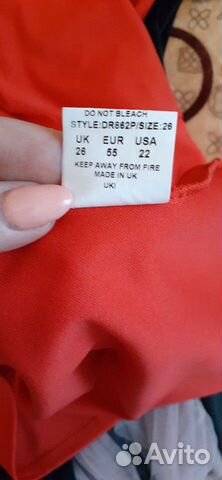 DO NOT BLEACH
STYLE:DR862P/SIZE:26
UK EUR USA
26 55 22
KEEP AWAY FROM FIRE
MADE IN UK
UKI
Avito